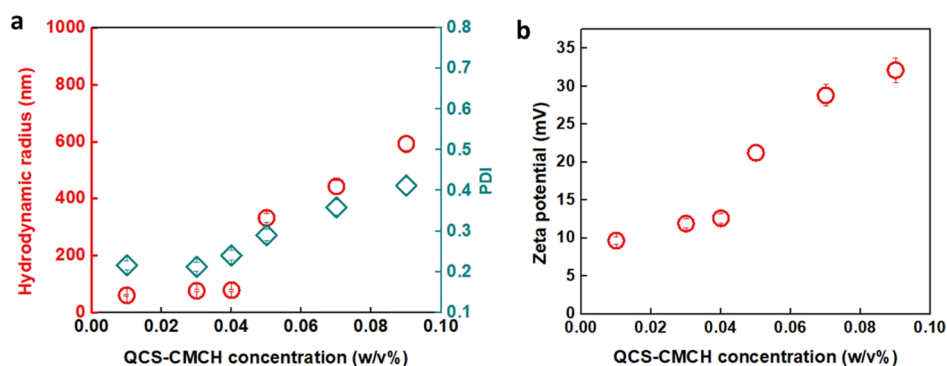 a
1000
800
600
400
200
0
Hydrodynamic radius (nm)
0.8
0.7
0.6
0.5
0.4
0.3
0.2
0.1
PDI
0.00 0.02 0.04 0.06 0.08 0.10
QCS-CMCH concentration (w/v%)
b
35
30
25
20
15
10
5
0
Zeta potential (mV)
0.00 0.02 0.04 0.06 0.08 0.10
QCS-CMCH concentration (w/v%)